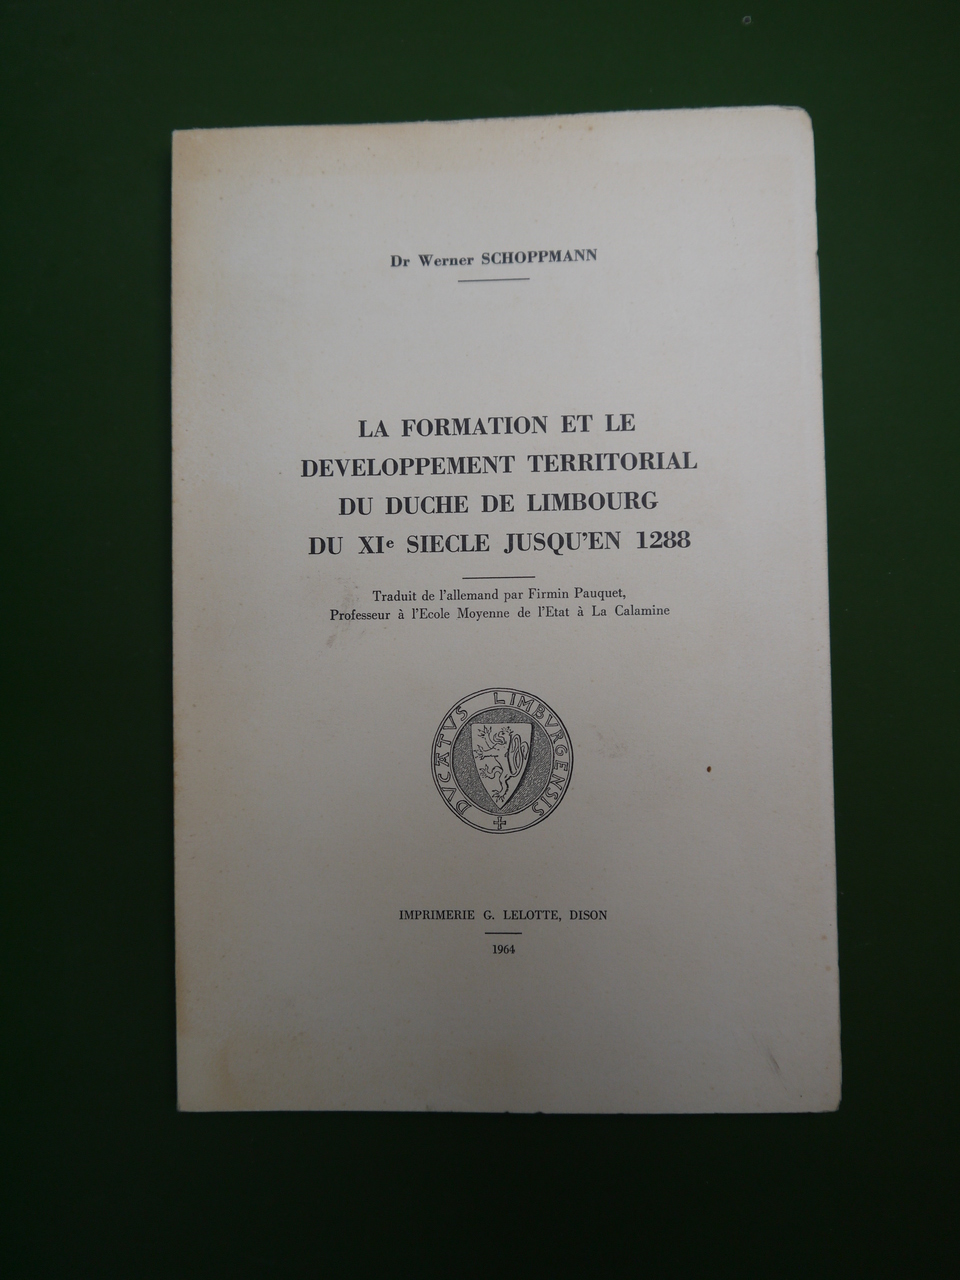 Dr Werner SCHOPPMANN
LA FORMATION ET LE
DEVELOPPEMENT TERRITORIAL
DU DUCHE DE LIMBOURG
DU XIe SIECLE JUSQU'EN 1288
Traduit de l'allemand par Firmin Pauquet,
Professeur à l'Ecole Moyenne de l'Etat à La Calamine
DVCATVS LIMBVRGENSIS
IMPRIMERIE G. LELOTTE, DISON
1964